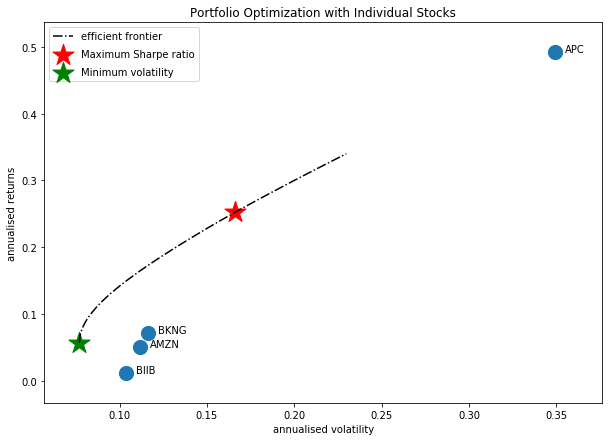 Portfolio Optimization with Individual Stocks
efficient frontier
Maximum Sharpe ratio
Minimum volatility
APC
BKNG
AMZN
BIIB
annualised returns
0.5
0.4
0.3
0.2
0.1
0.0
0.10 0.15 0.20 0.25 0.30 0.35
annualised volatility